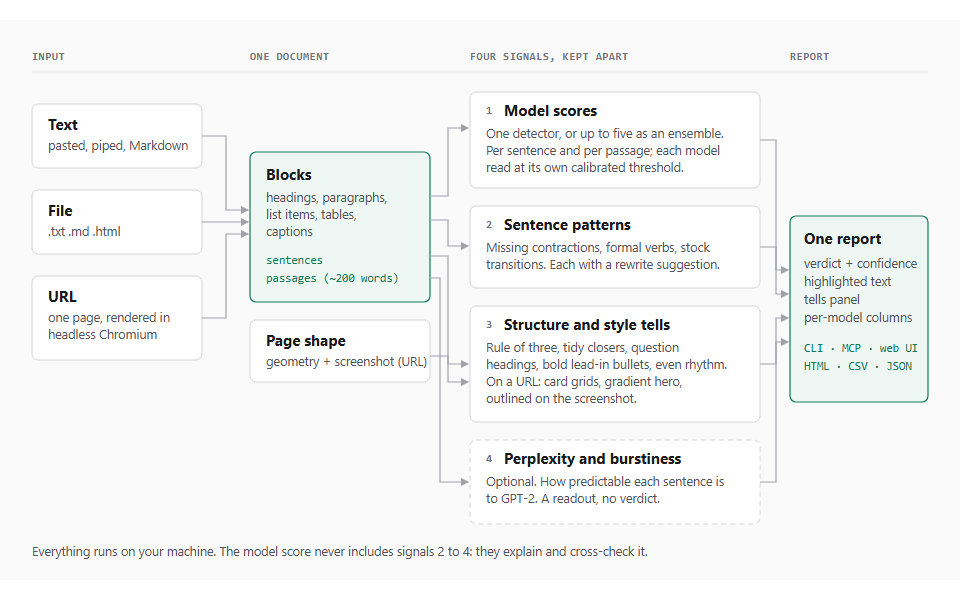 INPUT
ONE DOCUMENT
FOUR SIGNALS, KEPT APART
REPORT
Text
pasted, piped, Markdown
File
.txt .md .html
URL
one page, rendered in
headless Chromium
Blocks
headings, paragraphs,
list items, tables,
captions
sentences
passages (~200 words)
Page shape
geometry + screenshot (URL)
1 Model scores
One detector, or up to five as an ensemble.
Per sentence and per passage; each model
read at its own calibrated threshold.
2 Sentence patterns
Missing contractions, formal verbs, stock
transitions. Each with a rewrite suggestion.
3 Structure and style tells
Rule of three, tidy closers, question
headings, bold lead-in bullets, even rhythm.
On a URL: card grids, gradient hero,
outlined on the screenshot.
4 Perplexity and burstiness
Optional. How predictable each sentence is
to GPT-2. A readout, no verdict.
One report
verdict + confidence
highlighted text
tells panel
per-model columns
CLI · MCP · web UI
HTML · CSV · JSON
Everything runs on your machine. The model score never includes signals 2 to 4: they explain and cross-check it.